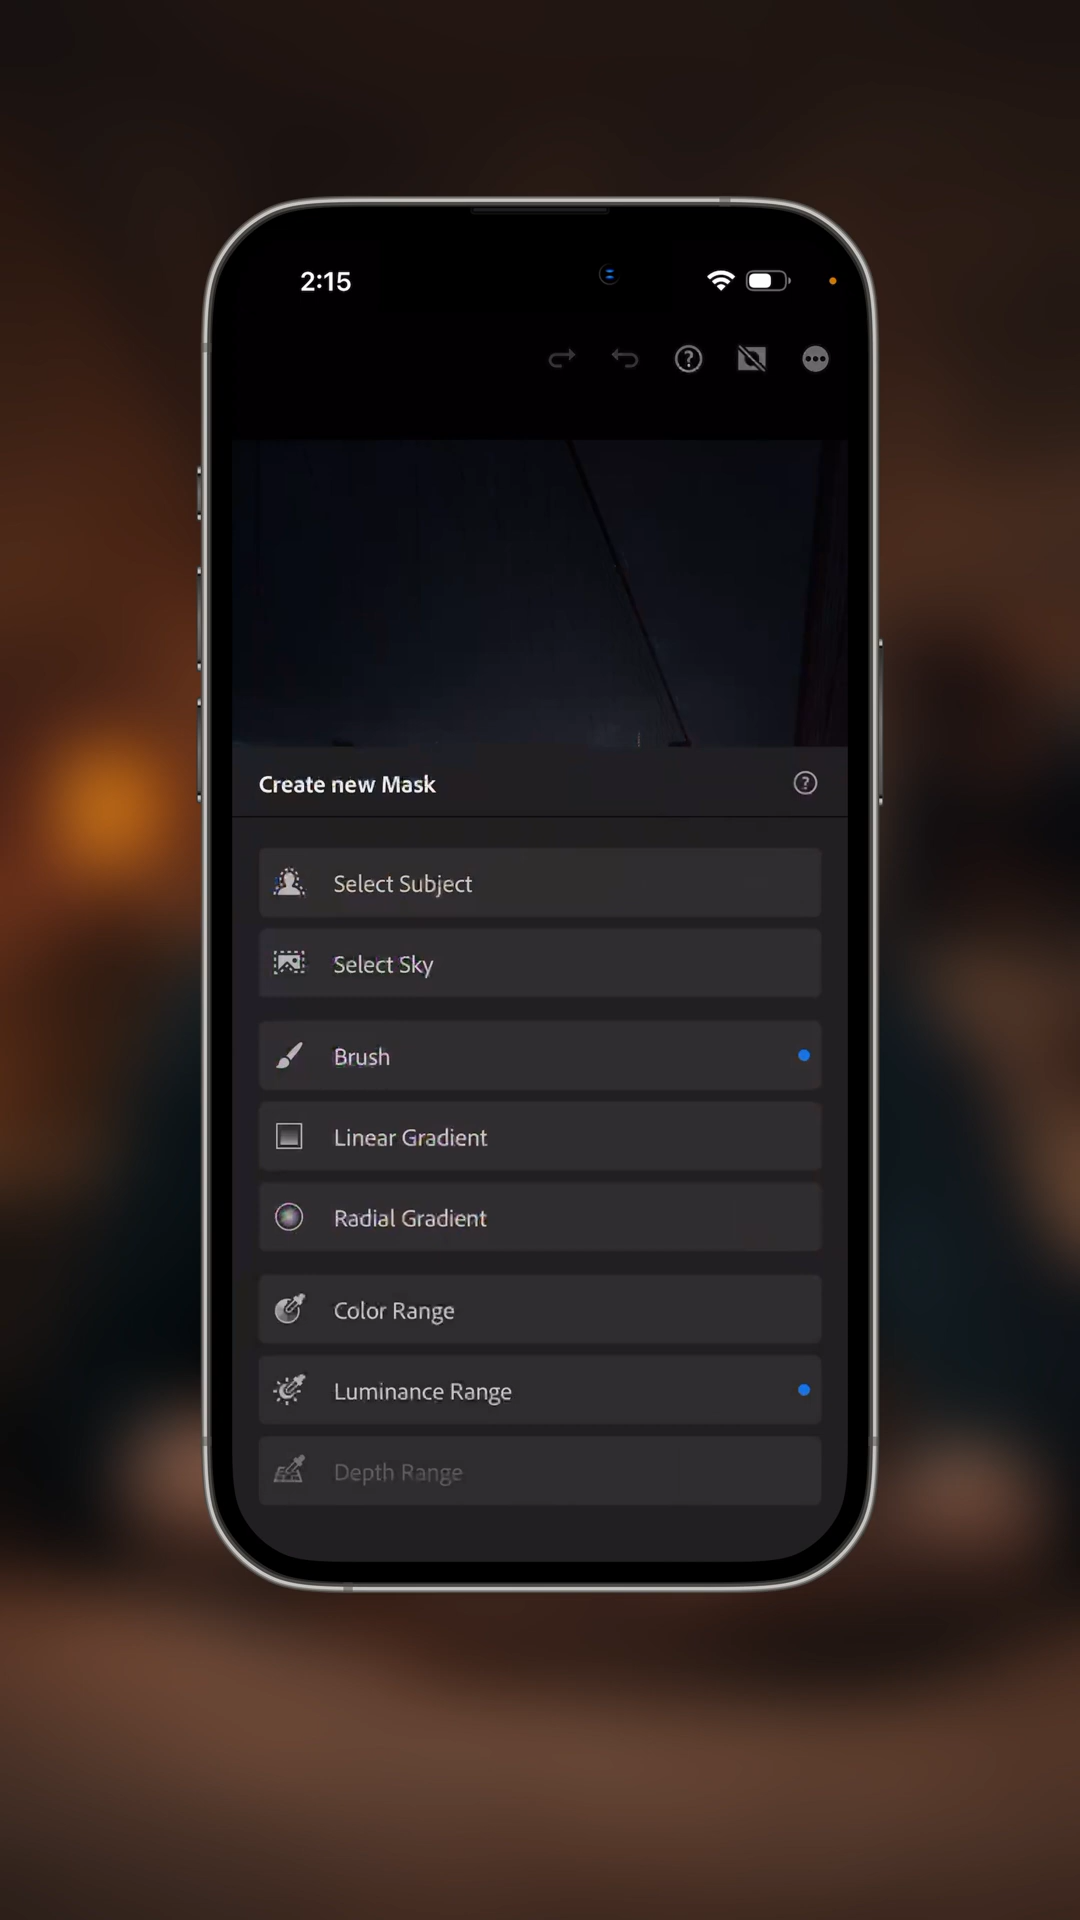 2:15
Create new Mask
Select Subject
Select Sky
Brush
Linear Gradient
Radial Gradient
Color Range
Luminance Range
Depth Range